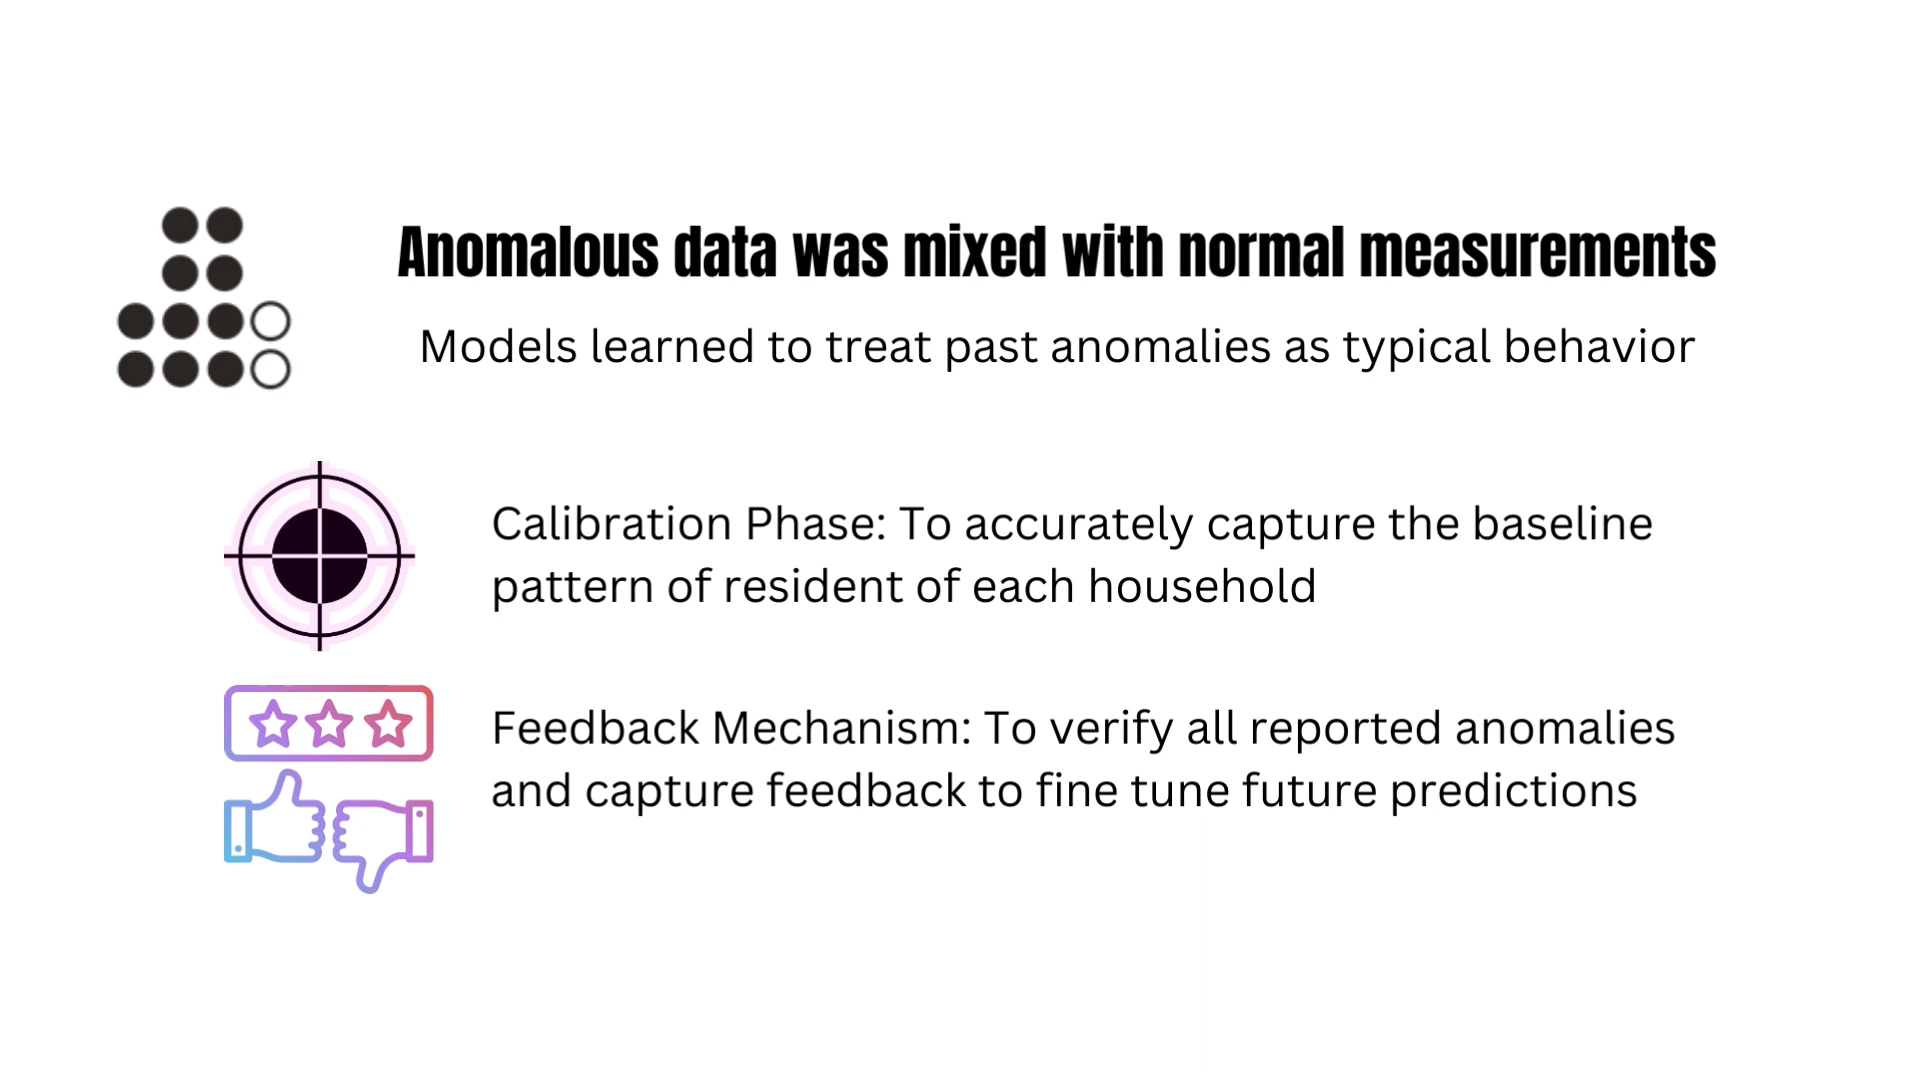 Anomalous data was mixed with normal measurements
Models learned to treat past anomalies as typical behavior
Calibration Phase: To accurately capture the baseline
pattern of resident of each household
Feedback Mechanism: To verify all reported anomalies
and capture feedback to fine tune future predictions